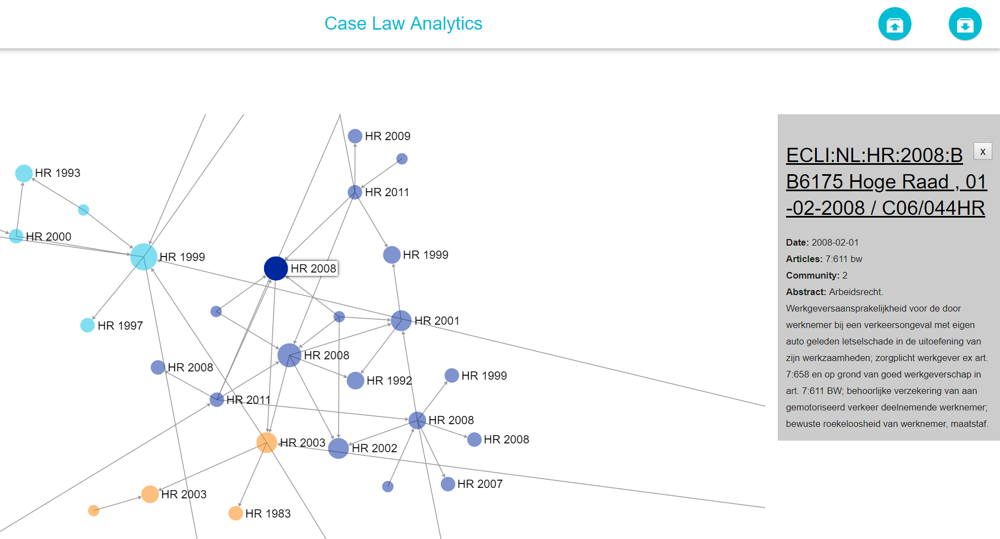 Case Law Analytics
HR 2009
HR 1993
HR 2011
HR 2000
HR 1999
HR 1999
HR 2008
HR 2001
HR 1997
HR 2008
HR 2008
HR 1992
HR 1999
HR 2011
HR 2008
HR 2008
HR 2003
HR 2002
HR 2007
HR 2003
HR 1983
ECLI:NL:HR:2008:B
B6175 Hoge Raad , 01
-02-2008 / C06/044HR
x
Date: 2008-02-01
Articles: 7:611 bw
Community: 2
Abstract: Arbeidsrecht.
Werkgeversaansprakelijkheid voor de door
werknemer bij een verkeersongeval met eigen
auto geleden letselschade in de uitoefening van
zijn werkzaamheden; zorgplicht werkgever ex art.
7:658 en op grond van goed werkgeverschap in
art. 7:611 BW; behoorlijke verzekering van aan
gemotoriseerd verkeer deelnemende werknemer;
bewuste roekeloosheid van werknemer, maatstaf.